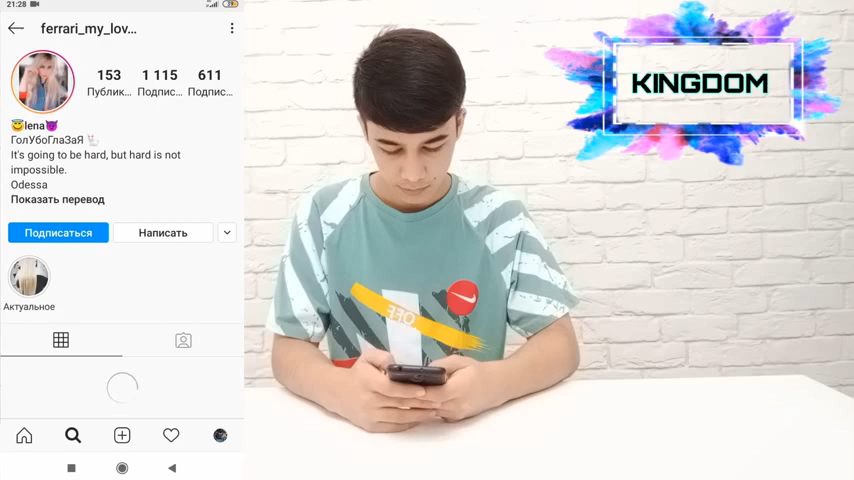 21:28
ferrari_my_lov...
153
1 115
611
Публик...
Подпис...
Подпис...
😇lena😈
ГолУбоГлаЗаЯ 🐇
It's going to be hard, but hard is not
impossible.
Odessa
Показать перевод
Подписаться
Написать
Актуальное
KINGDOM
OFF